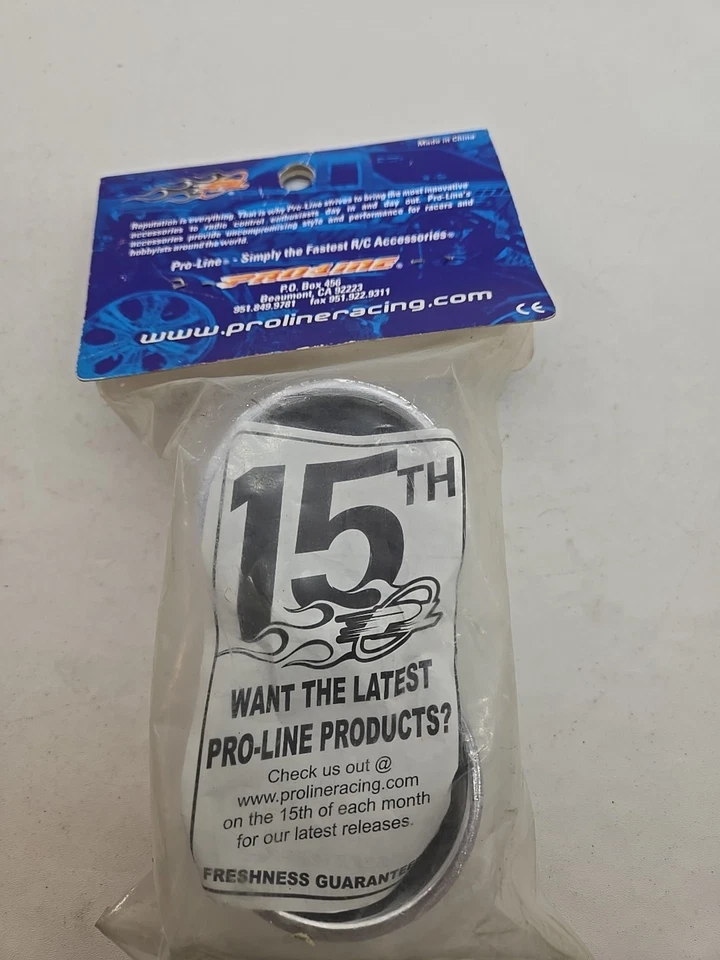 Made in China
Reputation is everything. That is why Pro-Line strives to bring the most innovative
accessories to radio control enthusiasts day in and day out. Pro-Line's
accessories provide uncompromising style and performance for racers and
hobbyists around the world.
Pro-Line® - Simply the Fastest R/C Accessories®
PRO-LINE®
P.O. Box 456
Beaumont, CA 92223
951.849.9781 fax 951.922.9311
www.prolineracing.com
CE
15TH
WANT THE LATEST
PRO-LINE PRODUCTS?
Check us out @
www.prolineracing.com
on the 15th of each month
for our latest releases.
FRESHNESS GUARANTEE